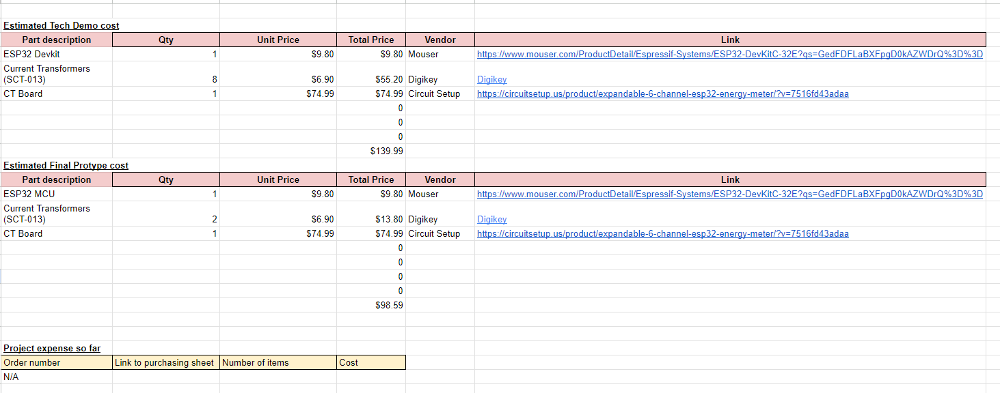 Estimated Tech Demo cost
Part description Qty Unit Price Total Price Vendor Link
ESP32 Devkit 1 $9.80 $9.80 Mouser https://www.mouser.com/ProductDetail/Espressif-Systems/ESP32-DevKitC-32E?qs=GedFDFLaBXFpgD0kAZWDrQ%3D%3D
Current Transformers
(SCT-013) 8 $6.90 $55.20 Digikey Digikey
CT Board 1 $74.99 $74.99 Circuit Setup https://circuitsetup.us/product/expandable-6-channel-esp32-energy-meter/?v=7516fd43adaa
0
0
0
$139.99
Estimated Final Protype cost
Part description Qty Unit Price Total Price Vendor Link
ESP32 MCU 1 $9.80 $9.80 Mouser https://www.mouser.com/ProductDetail/Espressif-Systems/ESP32-DevKitC-32E?qs=GedFDFLaBXFpgD0kAZWDrQ%3D%3D
Current Transformers
(SCT-013) 2 $6.90 $13.80 Digikey Digikey
CT Board 1 $74.99 $74.99 Circuit Setup https://circuitsetup.us/product/expandable-6-channel-esp32-energy-meter/?v=7516fd43adaa
0
0
0
0
$98.59
Project expense so far
Order number Link to purchasing sheet Number of items Cost
N/A